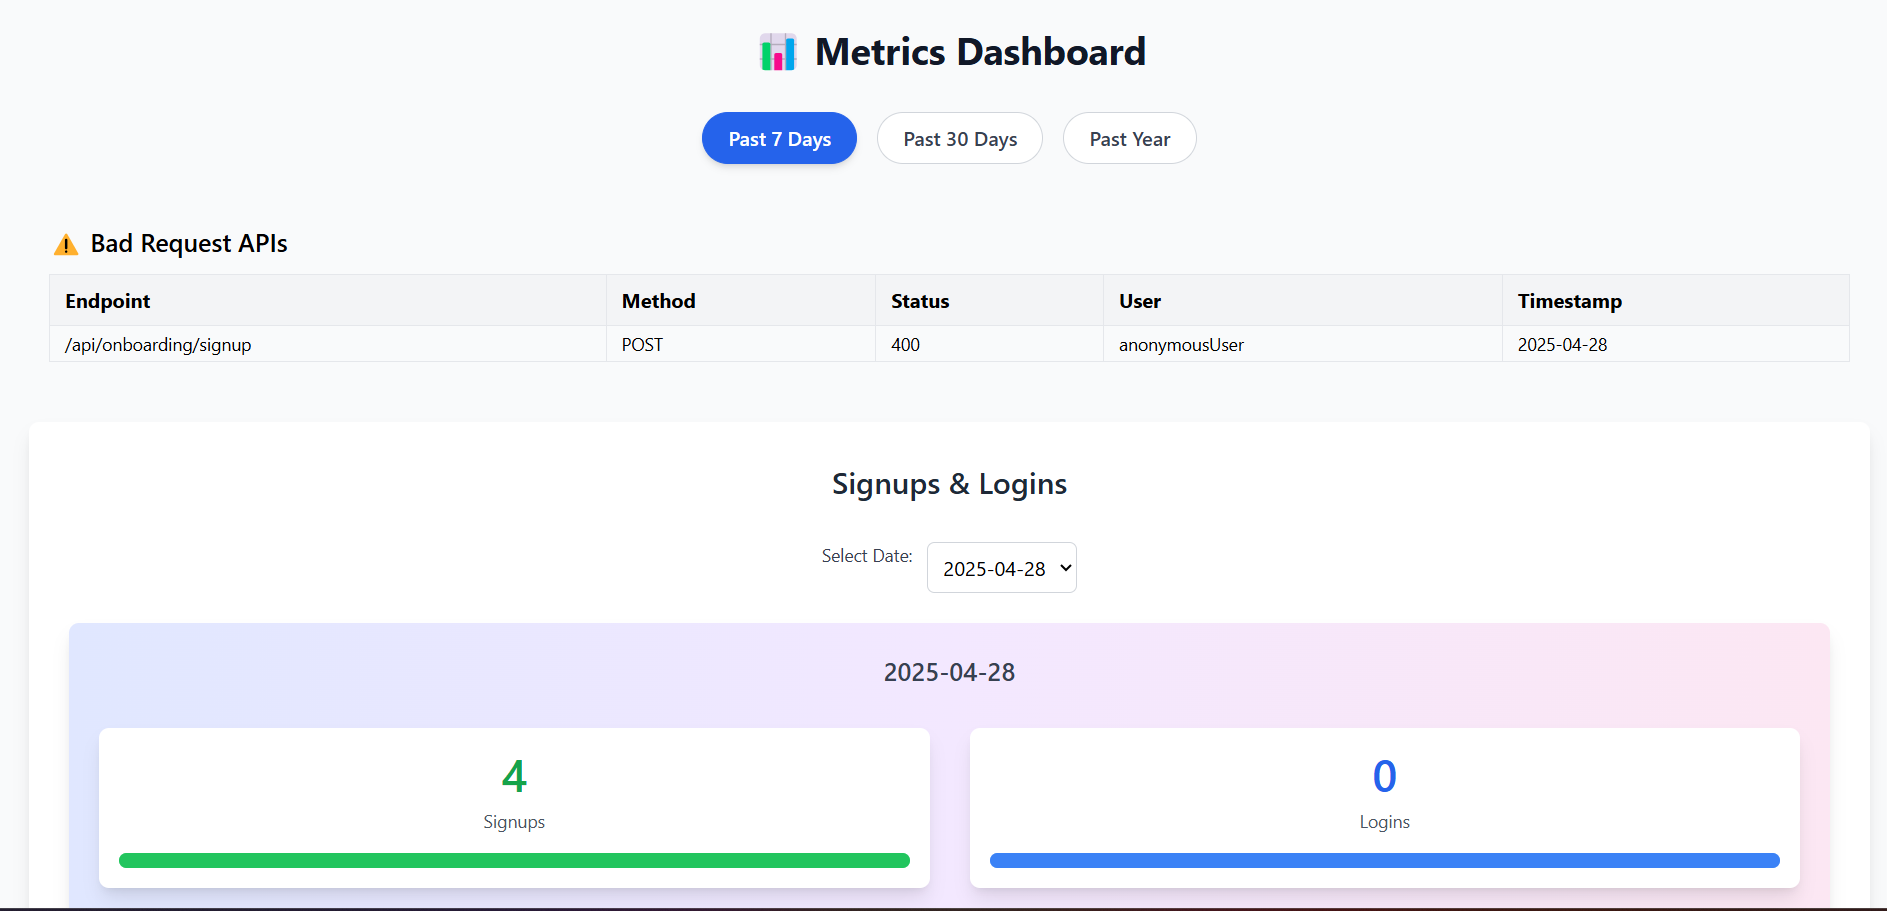 Metrics Dashboard
Past 7 Days Past 30 Days Past Year
Bad Request APIs
Endpoint Method Status User Timestamp
/api/onboarding/signup POST 400 anonymousUser 2025-04-28
Signups & Logins
Select Date: 2025-04-28
2025-04-28
4 0
Signups Logins